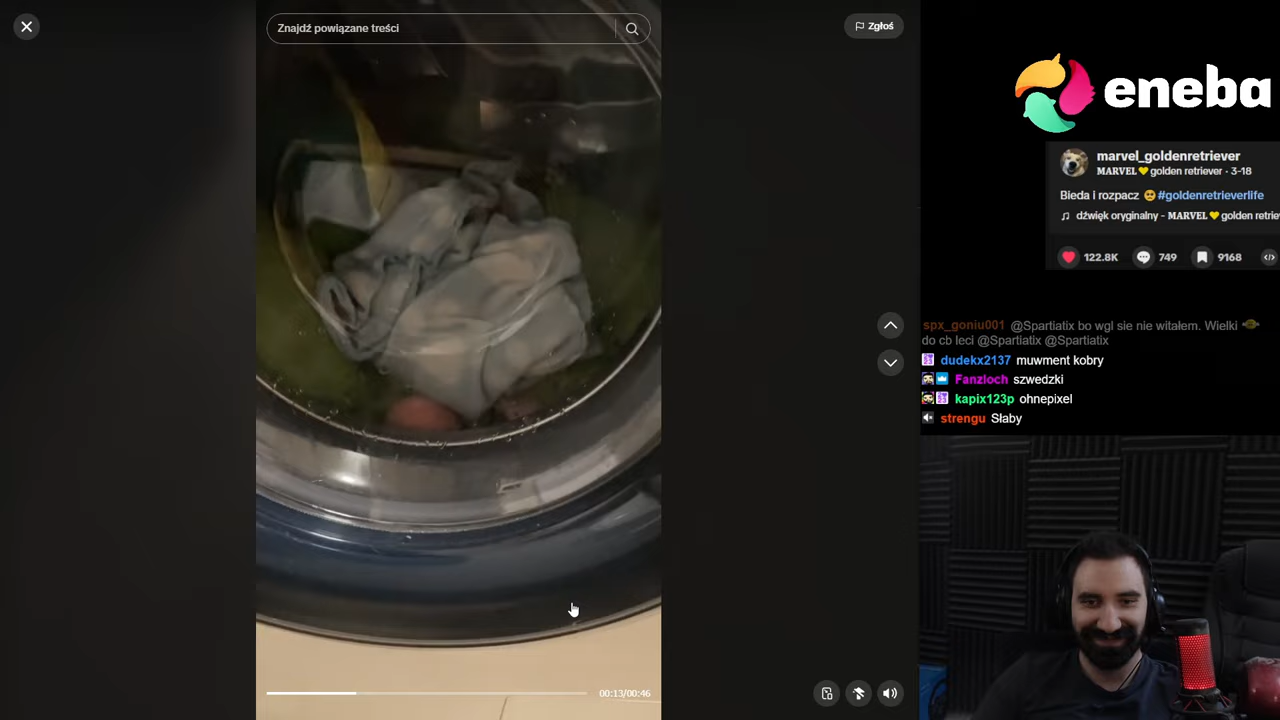 Znajdź powiązane treści
Zgłoś
eneba
marvel_goldenretriever
MARVEL💛golden retriever · 3-18
Bieda i rozpacz 🥺 #goldenretrieverlife
♫ dźwięk oryginalny - MARVEL💛golden retrie
122.8K
749
9168
spx_goniu001 @Spartiatix bo wgl sie nie witałem. Wielki
do cb leci @Spartiatix @Spartiatix
dudekx2137 muwment kobry
Fanzloch szwedzki
kapix123p ohnepixel
strengu Słaby
00:13/00:46